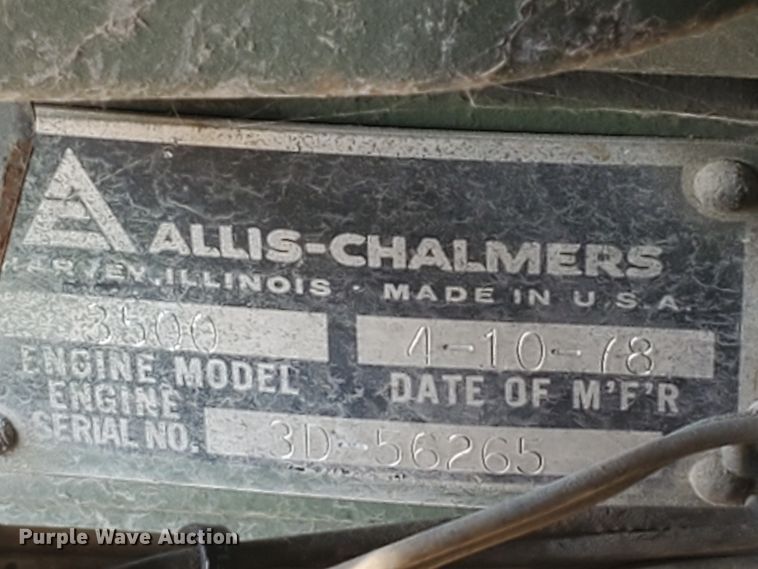 ALLIS-CHALMERS
HARVEY, ILLINOIS · MADE IN U.S.A.
3500 4-10-78
ENGINE MODEL DATE OF M'F'R
ENGINE
SERIAL NO. 3D-56265
Purple Wave Auction